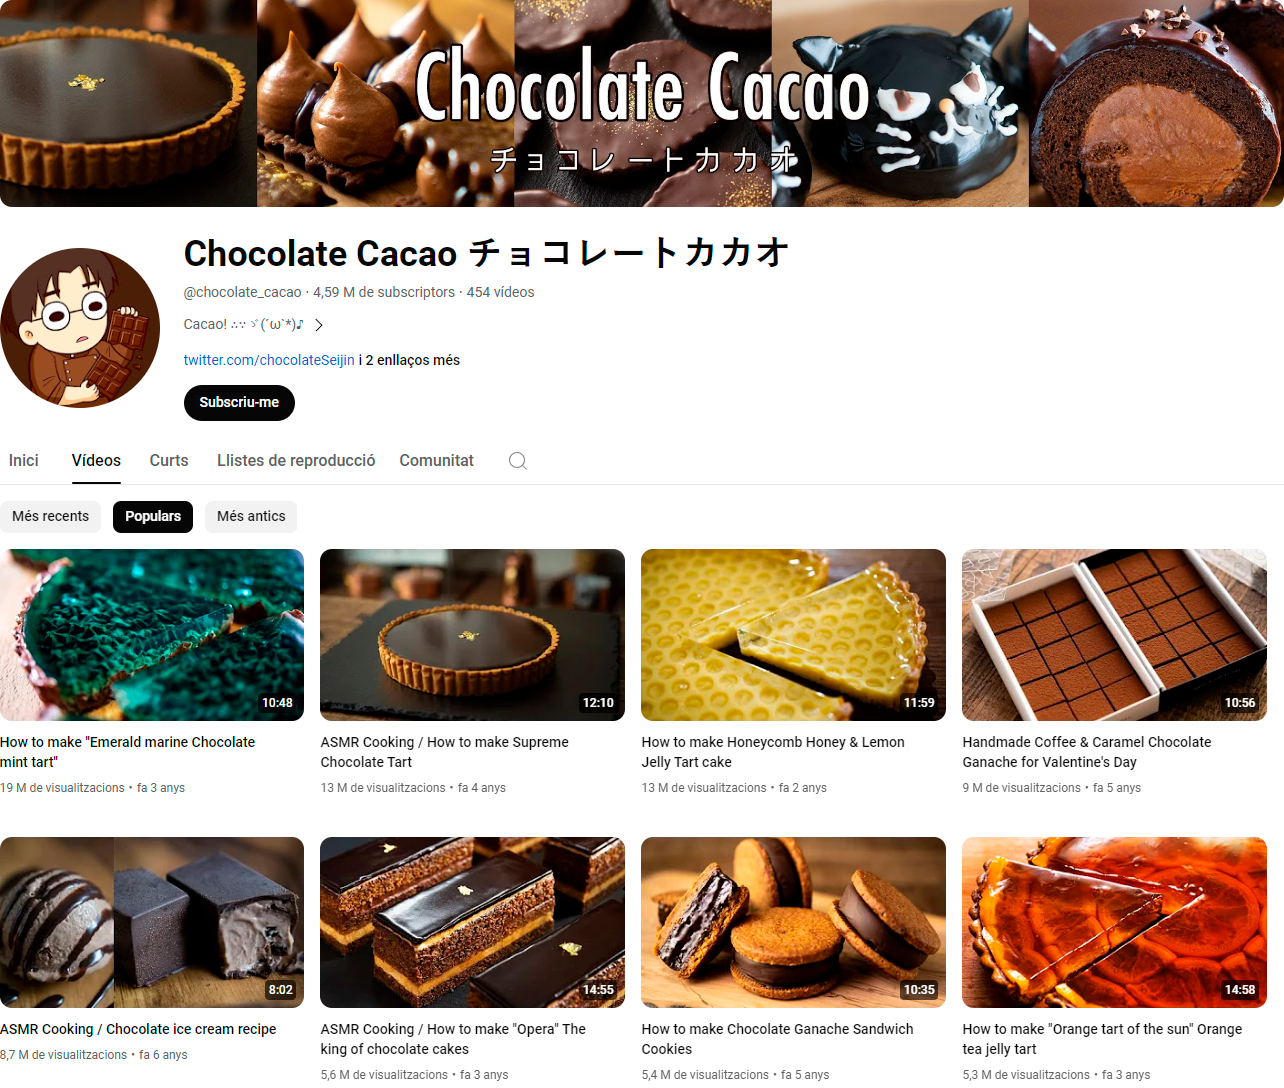 Chocolate Cacao
チョコレートカカオ
Chocolate Cacao チョコレートカカオ
@chocolate_cacao · 4,59 M de subscriptors · 454 vídeos
Cacao! ∴∵ゞ(´ω`*)♪
twitter.com/chocolateSeijin i 2 enllaços més
Subscriu-me
Inici Vídeos Curts Llistes de reproducció Comunitat
Més recents Populars Més antics
10:48 12:10 11:59 10:56
How to make "Emerald marine Chocolate
mint tart"
19 M de visualitzacions • fa 3 anys
ASMR Cooking / How to make Supreme
Chocolate Tart
13 M de visualitzacions • fa 4 anys
How to make Honeycomb Honey & Lemon
Jelly Tart cake
13 M de visualitzacions • fa 2 anys
Handmade Coffee & Caramel Chocolate
Ganache for Valentine's Day
9 M de visualitzacions • fa 5 anys
8:02 14:55 10:35 14:58
ASMR Cooking / Chocolate ice cream recipe
8,7 M de visualitzacions • fa 6 anys
ASMR Cooking / How to make "Opera" The
king of chocolate cakes
5,6 M de visualitzacions • fa 3 anys
How to make Chocolate Ganache Sandwich
Cookies
5,4 M de visualitzacions • fa 5 anys
How to make "Orange tart of the sun" Orange
tea jelly tart
5,3 M de visualitzacions • fa 3 anys